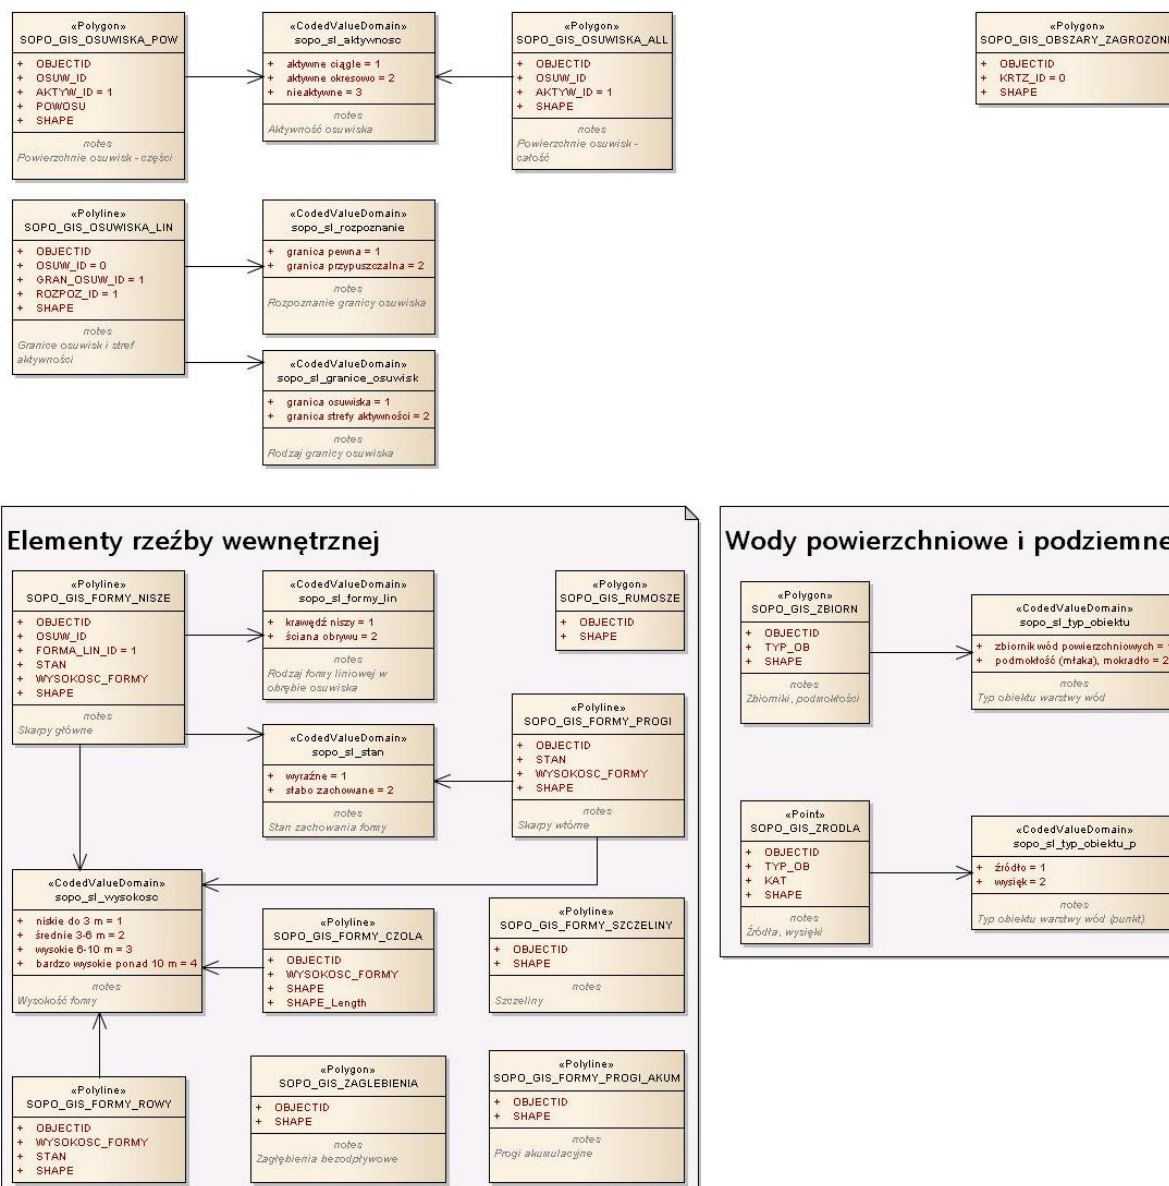 «Polygon»
SOPO_GIS_OSUWISKA_POW
+ OBJECTID
+ OSUW_ID
+ AKTYW_ID = 1
+ POWOSU
+ SHAPE
notes
Powierzchnie osuwisk - części
«CodedValueDomain»
sopo_sl_aktywnosc
+ aktywne ciągle = 1
+ aktywne okresowo = 2
+ nieaktywne = 3
notes
Aktywność osuwiska
«Polygon»
SOPO_GIS_OSUWISKA_ALL
+ OBJECTID
+ OSUW_ID
+ AKTYW_ID = 1
+ SHAPE
notes
Powierzchnie osuwisk -
całość
«Polygon»
SOPO_GIS_OBSZARY_ZAGROZONE
+ OBJECTID
+ KRTZ_ID = 0
+ SHAPE
«Polyline»
SOPO_GIS_OSUWISKA_LIN
+ OBJECTID
+ OSUW_ID = 0
+ GRAN_OSUW_ID = 1
+ ROZPOZ_ID = 1
+ SHAPE
notes
Granice osuwisk i stref
aktywności
«CodedValueDomain»
sopo_sl_rozpoznanie
+ granica pewna = 1
+ granica przypuszczalna = 2
notes
Rozpoznanie granicy osuwiska
«CodedValueDomain»
sopo_sl_granice_osuwisk
+ granica osuwiska = 1
+ granica strefy aktywności = 2
notes
Rodzaj granicy osuwiska
Elementy rzeźby wewnętrznej
«Polyline»
SOPO_GIS_FORMY_NISZE
+ OBJECTID
+ OSUW_ID
+ FORMA_LIN_ID = 1
+ STAN
+ WYSOKOSC_FORMY
+ SHAPE
notes
Skarpy główne
«CodedValueDomain»
sopo_sl_formy_lin
+ krawędź niszy = 1
+ ściana obrywu = 2
notes
Rodzaj formy liniowej w
obrębie osuwiska
«Polygon»
SOPO_GIS_RUMOSZE
+ OBJECTID
+ SHAPE
«CodedValueDomain»
sopo_sl_stan
+ wyraźne = 1
+ słabo zachowane = 2
notes
Stan zachowania formy
«Polyline»
SOPO_GIS_FORMY_PROGI
+ OBJECTID
+ STAN
+ WYSOKOSC_FORMY
+ SHAPE
notes
Skarpy wtórne
«CodedValueDomain»
sopo_sl_wysokosc
+ niskie do 3 m = 1
+ średnie 3-6 m = 2
+ wysokie 6-10 m = 3
+ bardzo wysokie ponad 10 m = 4
notes
Wysokość formy
«Polyline»
SOPO_GIS_FORMY_CZOLA
+ OBJECTID
+ WYSOKOSC_FORMY
+ SHAPE
+ SHAPE_Length
«Polyline»
SOPO_GIS_FORMY_SZCZELINY
+ OBJECTID
+ SHAPE
notes
Szczeliny
«Polyline»
SOPO_GIS_FORMY_ROWY
+ OBJECTID
+ WYSOKOSC_FORMY
+ STAN
+ SHAPE
«Polygon»
SOPO_GIS_ZAGLEBIENIA
+ OBJECTID
+ SHAPE
notes
Zagłębienia bezodpływowe
«Polyline»
SOPO_GIS_FORMY_PROGI_AKUM
+ OBJECTID
+ SHAPE
notes
Progi akumulacyjne
Wody powierzchniowe i podziemne
«Polygon»
SOPO_GIS_ZBIORN
+ OBJECTID
+ TYP_OB
+ SHAPE
notes
Zbiorniki, podmokłości
«CodedValueDomain»
sopo_sl_typ_obiektu
+ zbiornik wód powierzchniowych = 1
+ podmokłość (młaka), mokradło = 2
notes
Typ obiektu warstwy wód
«Point»
SOPO_GIS_ZRODLA
+ OBJECTID
+ TYP_OB
+ KAT
+ SHAPE
notes
Źródła, wysięki
«CodedValueDomain»
sopo_sl_typ_obiektu_p
+ źródło = 1
+ wysięk = 2
notes
Typ obiektu warstwy wód (punkt)